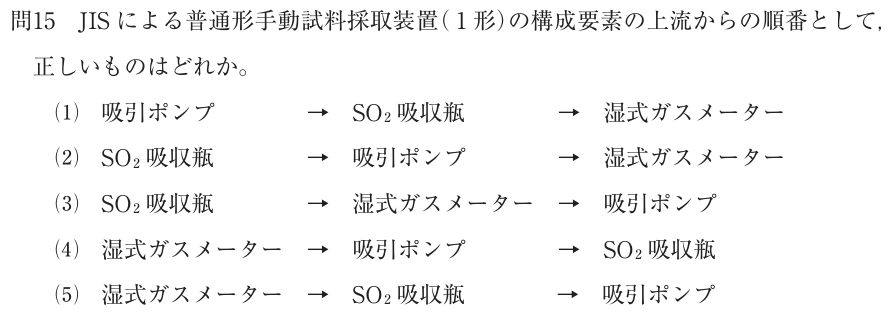 問15 JISによる普通形手動試料採取装置(1形)の構成要素の上流からの順番として,
正しいものはどれか。
(1) 吸引ポンプ → SO₂吸収瓶 → 湿式ガスメーター
(2) SO₂吸収瓶 → 吸引ポンプ → 湿式ガスメーター
(3) SO₂吸収瓶 → 湿式ガスメーター → 吸引ポンプ
(4) 湿式ガスメーター → 吸引ポンプ → SO₂吸収瓶
(5) 湿式ガスメーター → SO₂吸収瓶 → 吸引ポンプ